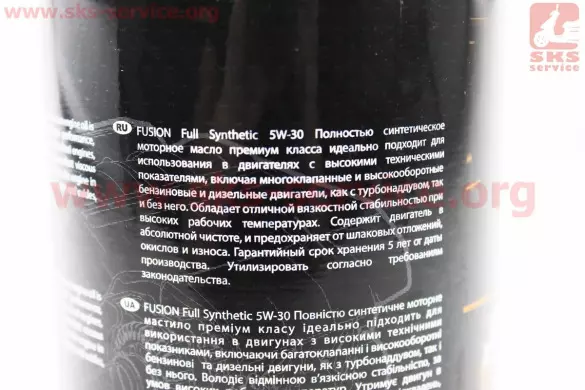 http://sks-service.org
SKS
service
RU FUSION Full Synthetic 5W-30 Полностью синтетическое
моторное масло премиум класса идеально подходит для
использования в двигателях с высокими техническими
показателями, включая многоклапанные и высокооборотные
бензиновые и дизельные двигатели, как с турбонаддувом так
и без него. Обладает отличной вязкостной стабильностью при
высоких рабочих температурах. Содержит двигатель в
абсолютной чистоте, и предохраняет от шлаковых отложений,
окислов и износа. Гарантийный срок хранения 5 лет от даты
производства. Утилизировать согласно требованиям
законодательства.
UA FUSION Full Synthetic 5W-30 Повністю синтетичне моторне
мастило преміум класу ідеально підходить для
використання в двигунах з високими технічними
показниками, включаючи багатоклапанні і високооборотні
бензинові та дизельні двигуни, як з турбонаддувом, так і
без нього. Володіє відмінною в'язкісною стабільністю, за